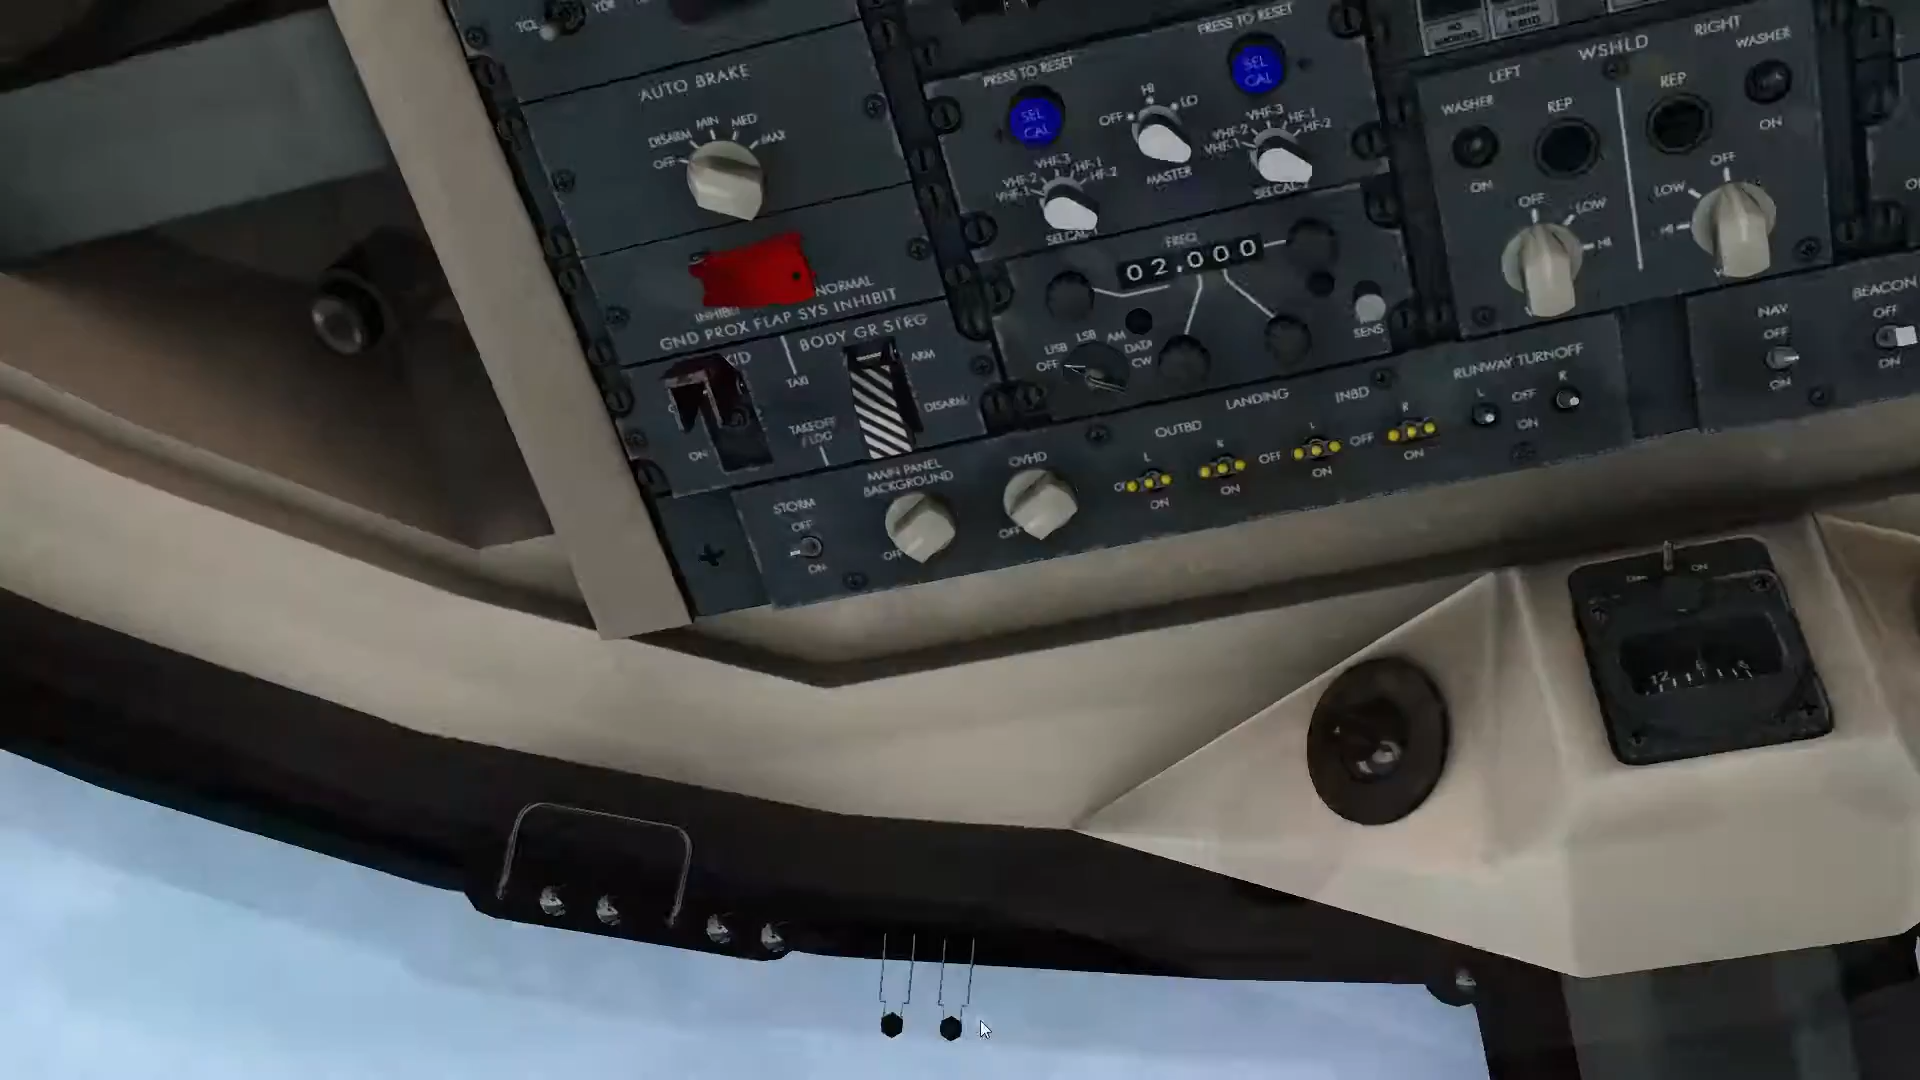 TCL YDR
AUTO BRAKE
DISARM MIN MED MAX
OFF
NORMAL
GND PROX FLAP SYS INHIBIT
BODY GR STRG
ARM
TAXI
DISARM
TAKEOFF
/ LDG
ON
PRESS TO RESET
SEL
CAL
PRESS TO RESET
SEL
CAL
HI
OFF LO
MASTER
VHF-3
VHF-2 HF-1
VHF-1 HF-2
SELCAL-1
VHF-3
VHF-2 HF-1
VHF-1 HF-2
FREQ
02.000
USB LSB AM
OFF DATA
CW
SENS
LEFT WSHLD RIGHT
WASHER REP REP WASHER
ON ON
OFF LOW HI
OFF LOW HI
STORM
OFF
ON
MAIN PANEL
BACKGROUND
OFF
OVHD
OFF
LANDING
OUTBD INBD
L R L R
OFF OFF
ON ON ON ON
RUNWAY TURNOFF
L OFF R
ON
NAV
OFF
ON
BEACON
OFF
ON
ON
12 E